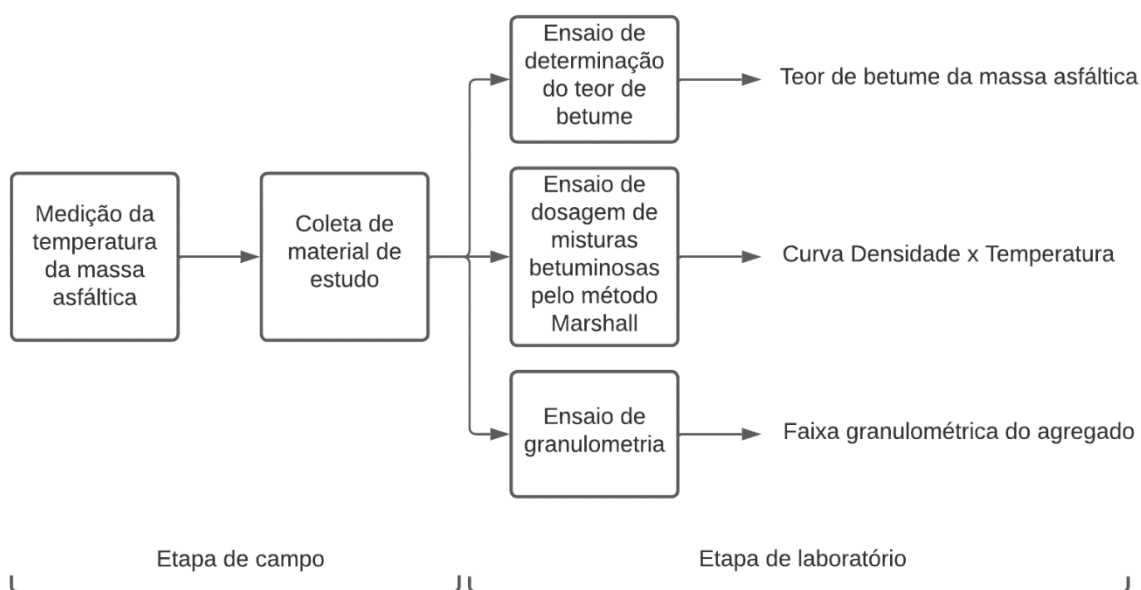 Medição da
temperatura
da massa
asfáltica
Coleta de
material de
estudo
Ensaio de
determinação
do teor de
betume
Teor de betume da massa asfáltica
Ensaio de
dosagem de
misturas
betuminosas
pelo método
Marshall
Curva Densidade x Temperatura
Ensaio de
granulometria
Faixa granulométrica do agregado
Etapa de campo
Etapa de laboratório